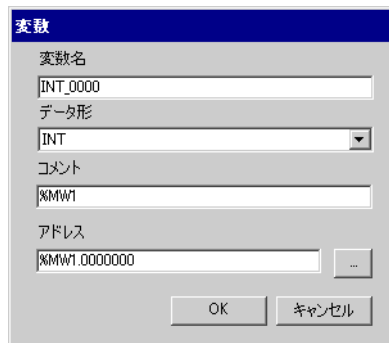 変数
変数名
INT_0000
データ形
INT
コメント
%MW1
アドレス
%MW1.0000000
...
OK キャンセル